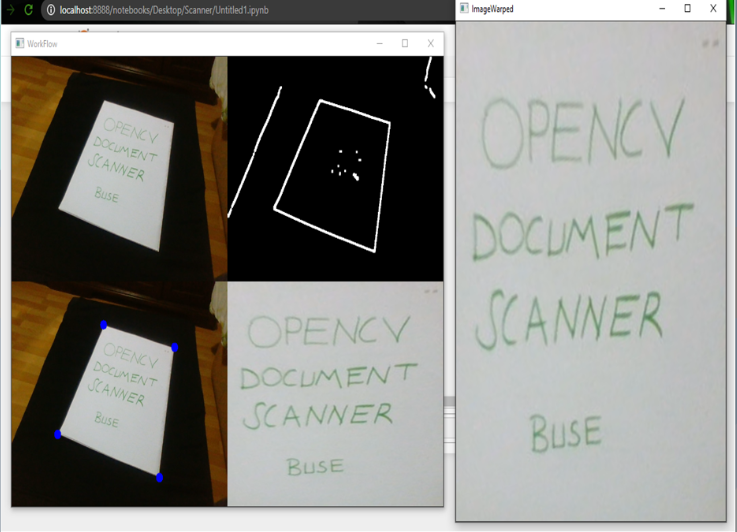 localhost:8888/notebooks/Desktop/Scanner/Untitled1.ipynb
WorkFlow
OPENCV
DOCUMENT
SCANNER
BUSE
OPENCV
DOCUMENT
SCANNER
BUSE
OPENCV
DOCUMENT
SCANNER
BUSE
ImageWarped
OPENCV
DOCUMENT
SCANNER
BUSE